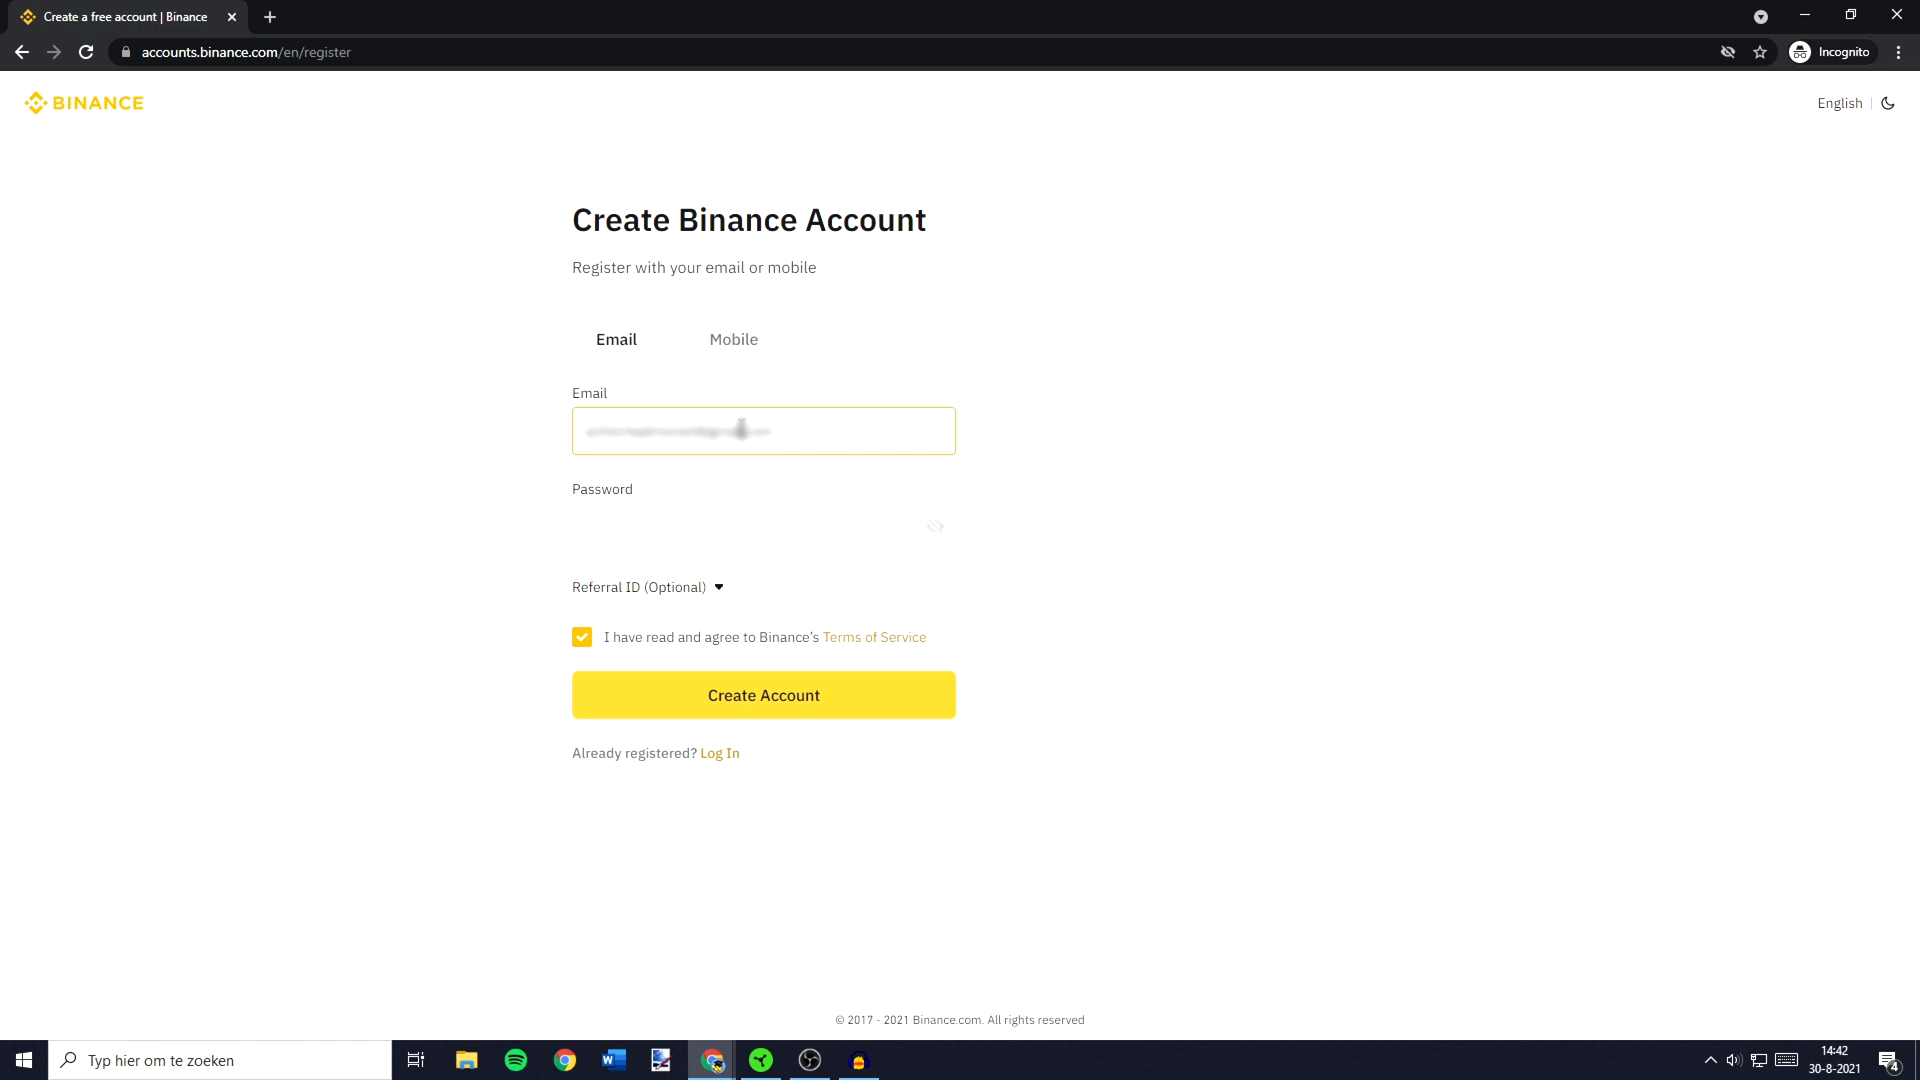 Create a free account | Binance
accounts.binance.com/en/register
Incognito
BINANCE
English
Create Binance Account
Register with your email or mobile
Email Mobile
Email
Password
Referral ID (Optional)
I have read and agree to Binance’s Terms of Service
Create Account
Already registered? Log In
© 2017 - 2021 Binance.com. All rights reserved
Typ hier om te zoeken
14:42
30-8-2021
4